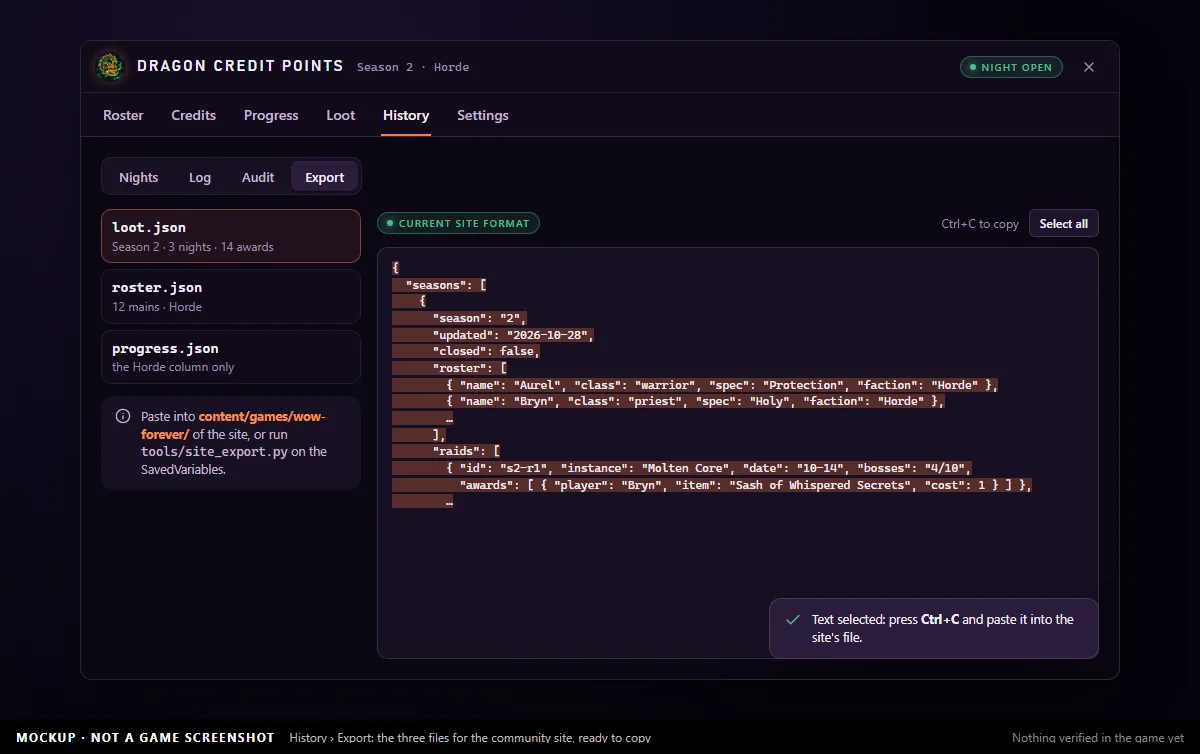 DRAGON CREDIT POINTS Season 2 · Horde
NIGHT OPEN
Roster Credits Progress Loot History Settings
Nights Log Audit Export
loot.json
Season 2 · 3 nights · 14 awards
roster.json
12 mains · Horde
progress.json
the Horde column only
Paste into content/games/wow-
forever/ of the site, or run
tools/site_export.py on the
SavedVariables.
CURRENT SITE FORMAT
Ctrl+C to copy
Select all
{
"seasons": [
{
"season": "2",
"updated": "2026-10-28",
"closed": false,
"roster": [
{ "name": "Aurel", "class": "warrior", "spec": "Protection", "faction": "Horde" },
{ "name": "Bryn", "class": "priest", "spec": "Holy", "faction": "Horde" },
…
],
"raids": [
{ "id": "s2-r1", "instance": "Molten Core", "date": "10-14", "bosses": "4/10",
"awards": [ { "player": "Bryn", "item": "Sash of Whispered Secrets", "cost": 1 } ] },
…
Text selected: press Ctrl+C and paste it into the
site's file.
MOCKUP · NOT A GAME SCREENSHOT History › Export: the three files for the community site, ready to copy
Nothing verified in the game yet